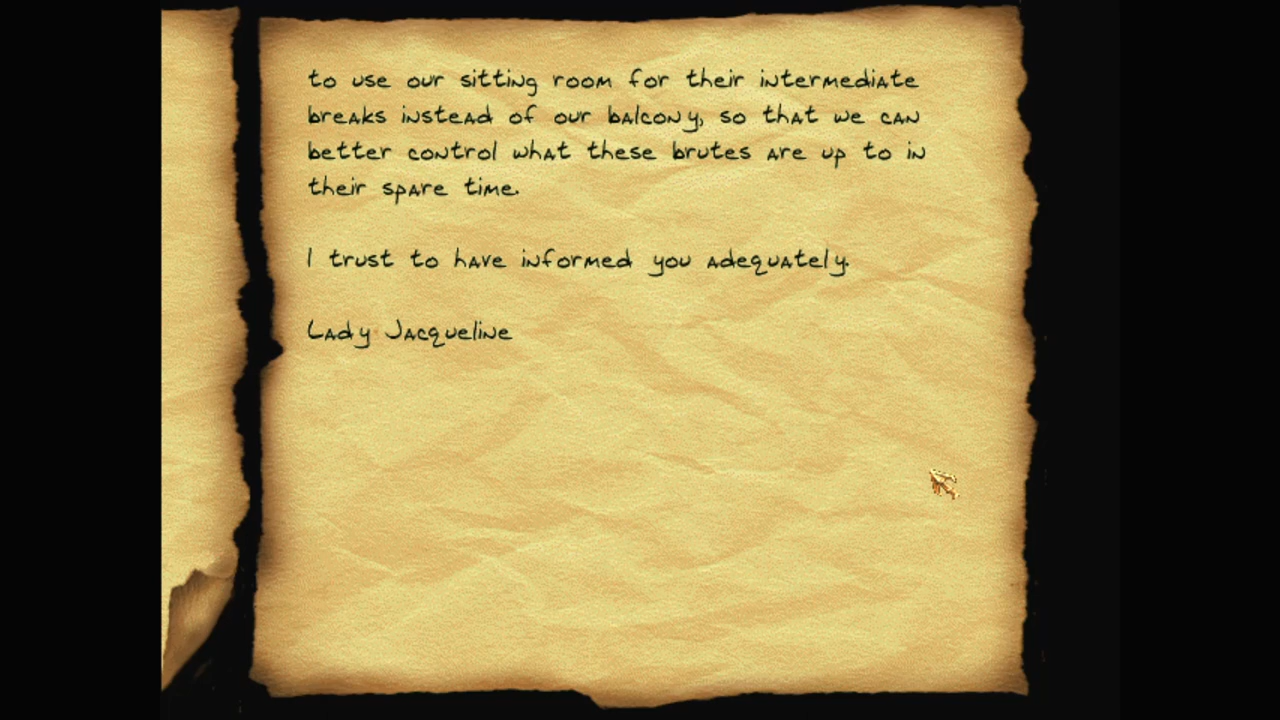 to use our sitting room for their intermediate
breaks instead of our balcony, so that we can
better control what these brutes are up to in
their spare time.
I trust to have informed you adequately.
Lady Jacqueline